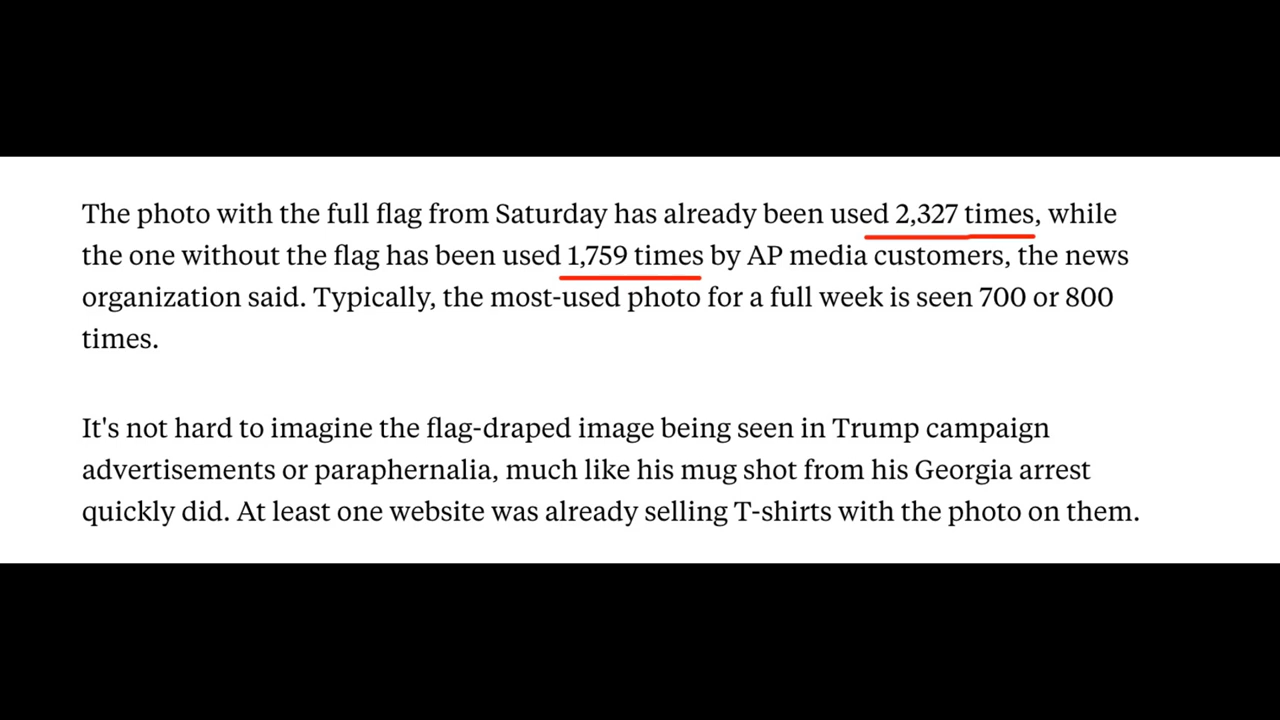 The photo with the full flag from Saturday has already been used 2,327 times, while
the one without the flag has been used 1,759 times by AP media customers, the news
organization said. Typically, the most-used photo for a full week is seen 700 or 800
times.
It's not hard to imagine the flag-draped image being seen in Trump campaign
advertisements or paraphernalia, much like his mug shot from his Georgia arrest
quickly did. At least one website was already selling T-shirts with the photo on them.